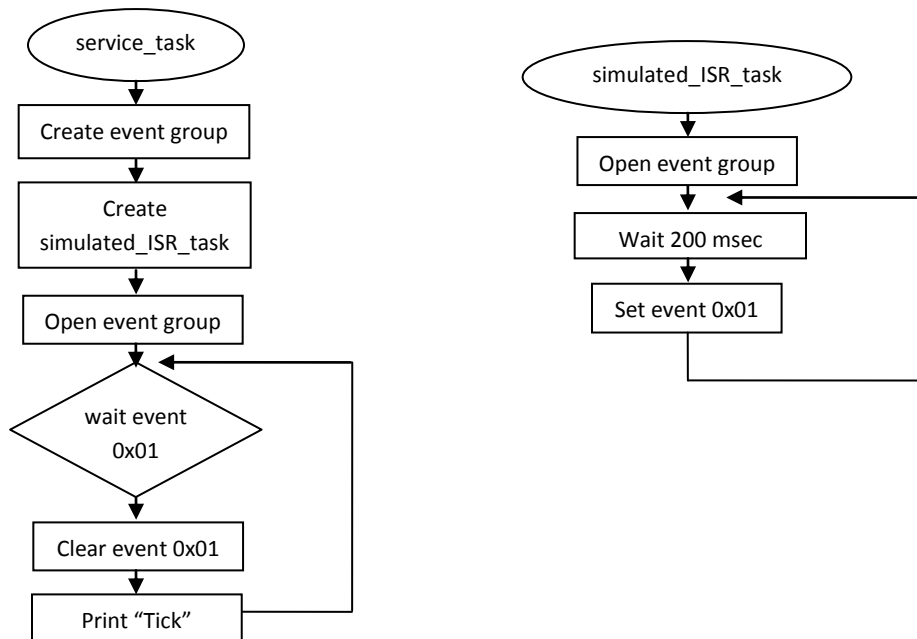 service_task
Create event group
Create
simulated_ISR_task
Open event group
wait event
0x01
Clear event 0x01
Print “Tick”
simulated_ISR_task
Open event group
Wait 200 msec
Set event 0x01